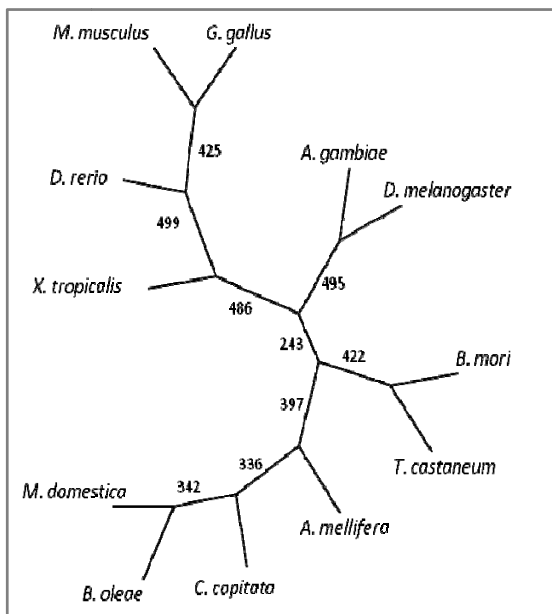 M. musculus G. gallus
425
A. gambiae
D. rerio
D. melanogaster
499
X. tropicalis
495
486
243
422
B. mori
397
T. castaneum
336
M. domestica
342
A. mellifera
B. oleae
C. capitata